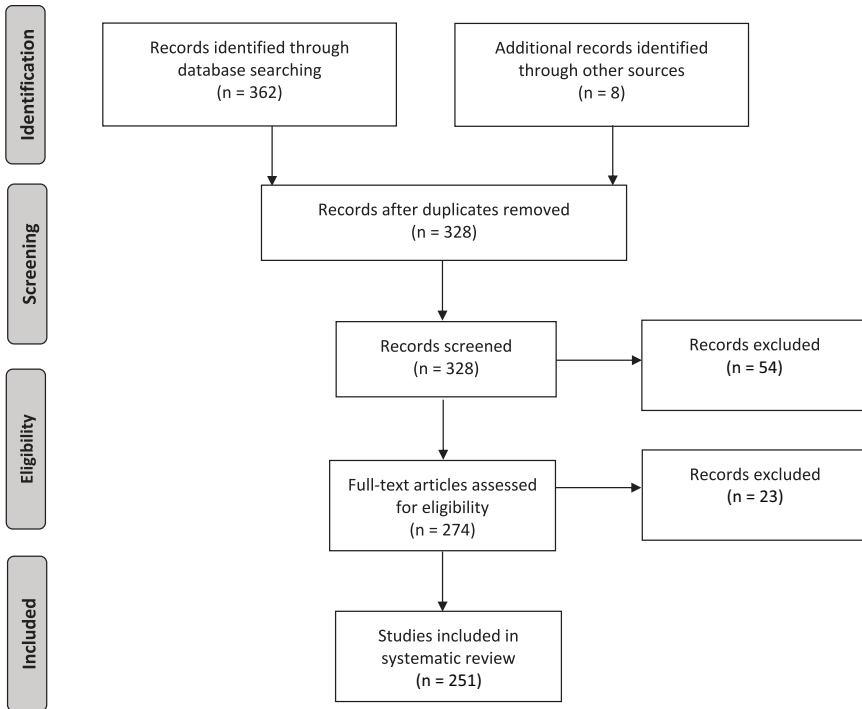 Identification
Records identified through
database searching
(n = 362)
Additional records identified
through other sources
(n = 8)
Screening
Records after duplicates removed
(n = 328)
Records screened
(n = 328)
Records excluded
(n = 54)
Eligibility
Full-text articles assessed
for eligibility
(n = 274)
Records excluded
(n = 23)
Included
Studies included in
systematic review
(n = 251)